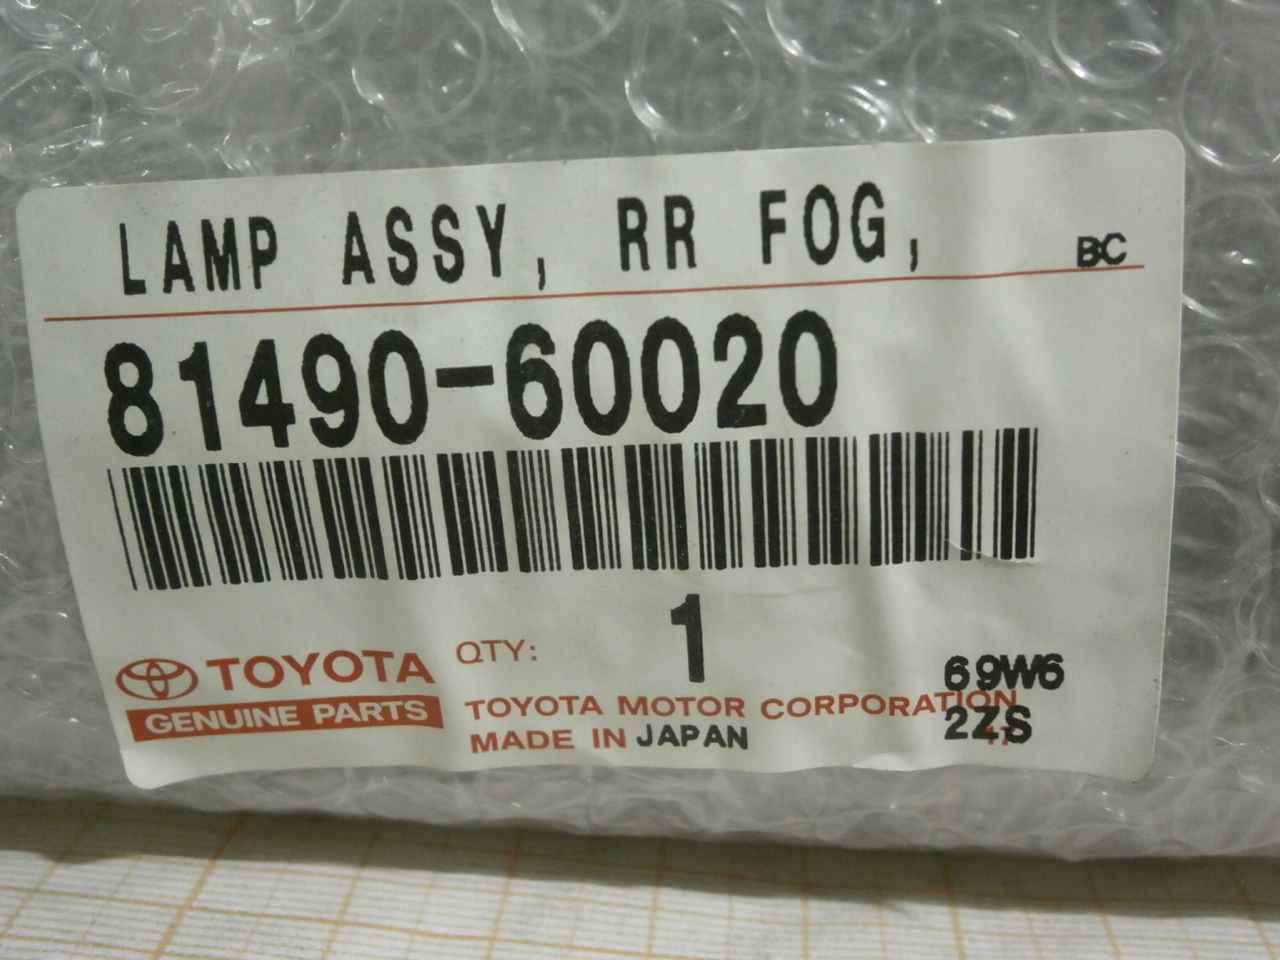 LAMP ASSY, RR FOG,
BC
81490-60020
QTY: 1
TOYOTA
GENUINE PARTS
TOYOTA MOTOR CORPORATION
MADE IN JAPAN
69W6
2ZS